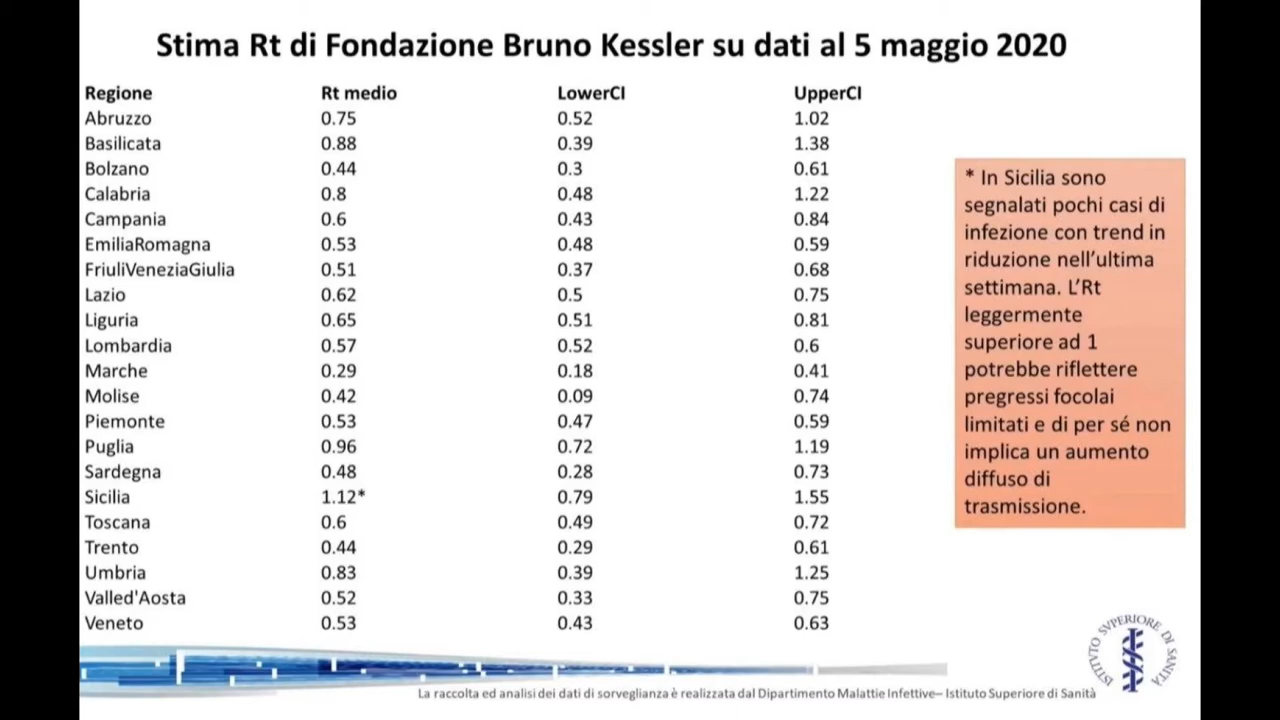 Stima Rt di Fondazione Bruno Kessler su dati al 5 maggio 2020
Regione Rt medio LowerCI UpperCI
Abruzzo 0.75 0.52 1.02
Basilicata 0.88 0.39 1.38
Bolzano 0.44 0.3 0.61
Calabria 0.8 0.48 1.22
Campania 0.6 0.43 0.84
EmiliaRomagna 0.53 0.48 0.59
FriuliVeneziaGiulia 0.51 0.37 0.68
Lazio 0.62 0.5 0.75
Liguria 0.65 0.51 0.81
Lombardia 0.57 0.52 0.6
Marche 0.29 0.18 0.41
Molise 0.42 0.09 0.74
Piemonte 0.53 0.47 0.59
Puglia 0.96 0.72 1.19
Sardegna 0.48 0.28 0.73
Sicilia 1.12* 0.79 1.55
Toscana 0.6 0.49 0.72
Trento 0.44 0.29 0.61
Umbria 0.83 0.39 1.25
Valled'Aosta 0.52 0.33 0.75
Veneto 0.53 0.43 0.63
* In Sicilia sono
segnalati pochi casi di
infezione con trend in
riduzione nell'ultima
settimana. L'Rt
leggermente
superiore ad 1
potrebbe riflettere
pregressi focolai
limitati e di per sé non
implica un aumento
diffuso di
trasmissione.
ISTITVTO SVPERIORE DI SANITÀ
La raccolta ed analisi dei dati di sorveglianza è realizzata dal Dipartimento Malattie Infettive– Istituto Superiore di Sanità